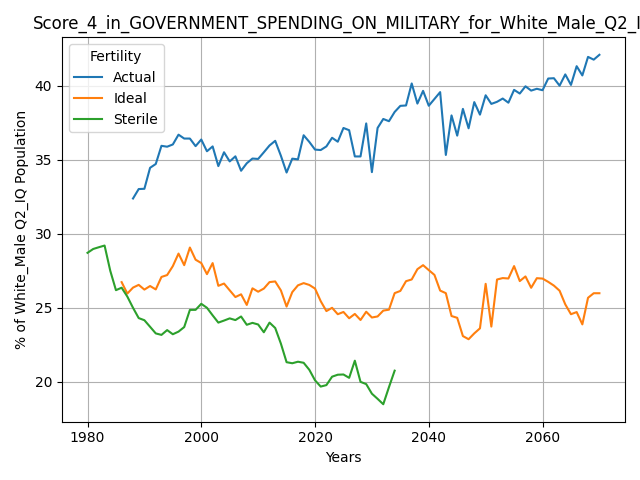 Score_4_in_GOVERNMENT_SPENDING_ON_MILITARY_for_White_Male_Q2_I
Fertility
Actual
Ideal
Sterile
% of White_Male Q2_IQ Population
40
35
30
25
20
1980
2000
2020
2040
2060
Years